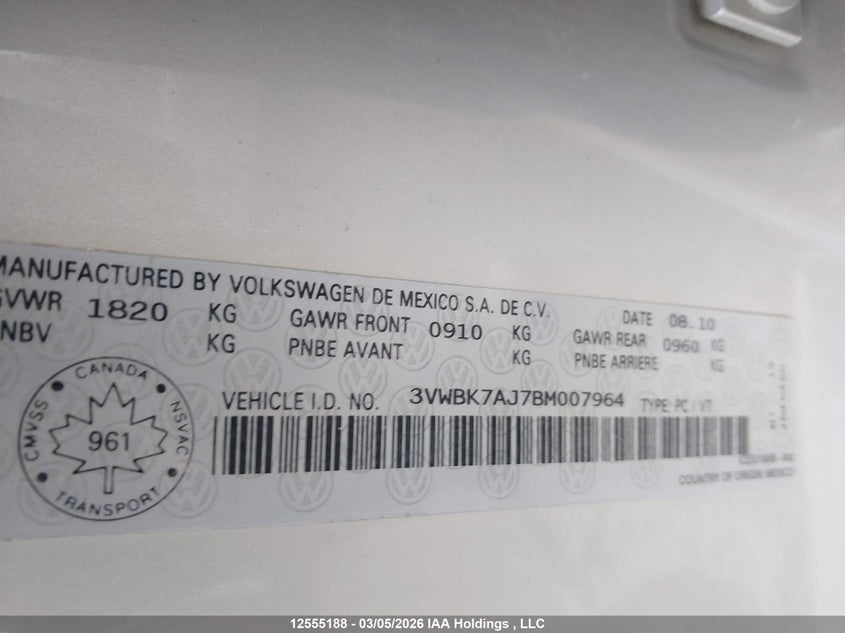 MANUFACTURED BY VOLKSWAGEN DE MEXICO S.A. DE C.V.
DATE 08.10
GVWR 1820 KG
GAWR FRONT 0910 KG
GAWR REAR 0960 KG
PNBV KG
PNBE AVANT KG
PNBE ARRIERE KG
CANADA
CMVSS
NSVAC
961
TRANSPORT
VEHICLE I.D. NO. 3VWBK7AJ7BM007964 TYPE: PC / VT
COUNTRY OF ORIGIN: MEXICO
12555188 - 03/05/2026 IAA Holdings , LLC